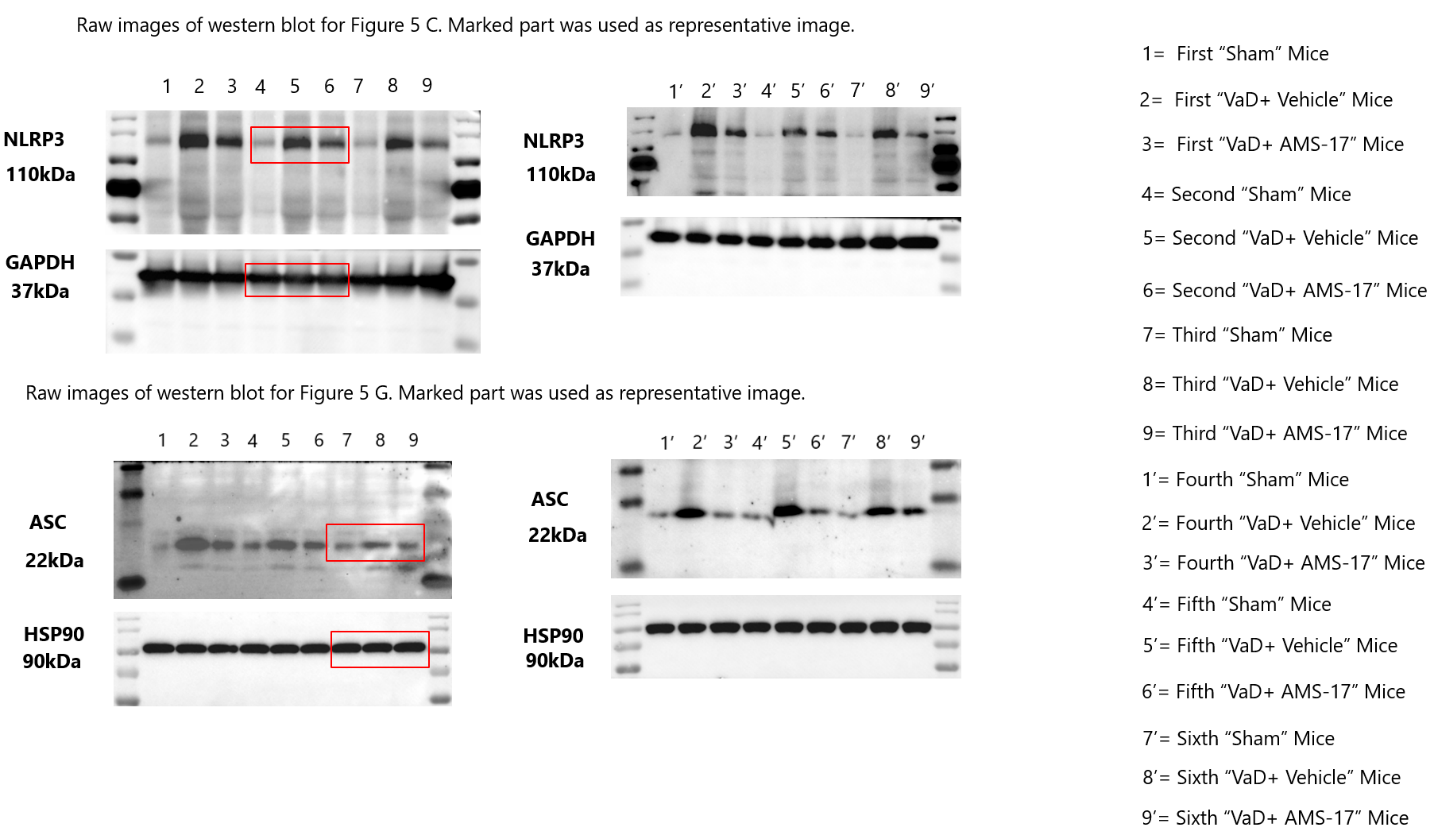 Raw images of western blot for Figure 5 C. Marked part was used as representative image.
1 2 3 4 5 6 7 8 9
NLRP3
110kDa
GAPDH
37kDa
1′ 2′ 3′ 4′ 5′ 6′ 7′ 8′ 9′
NLRP3
110kDa
GAPDH
37kDa
Raw images of western blot for Figure 5 G. Marked part was used as representative image.
1 2 3 4 5 6 7 8 9
ASC
22kDa
HSP90
90kDa
1′ 2′ 3′ 4′ 5′ 6′ 7′ 8′ 9′
ASC
22kDa
HSP90
90kDa
1= First “Sham” Mice
2= First “VaD+ Vehicle” Mice
3= First “VaD+ AMS-17” Mice
4= Second “Sham” Mice
5= Second “VaD+ Vehicle” Mice
6= Second “VaD+ AMS-17” Mice
7= Third “Sham” Mice
8= Third “VaD+ Vehicle” Mice
9= Third “VaD+ AMS-17” Mice
1′= Fourth “Sham” Mice
2′= Fourth “VaD+ Vehicle” Mice
3′= Fourth “VaD+ AMS-17” Mice
4′= Fifth “Sham” Mice
5′= Fifth “VaD+ Vehicle” Mice
6′= Fifth “VaD+ AMS-17” Mice
7′= Sixth “Sham” Mice
8′= Sixth “VaD+ Vehicle” Mice
9′= Sixth “VaD+ AMS-17” Mice